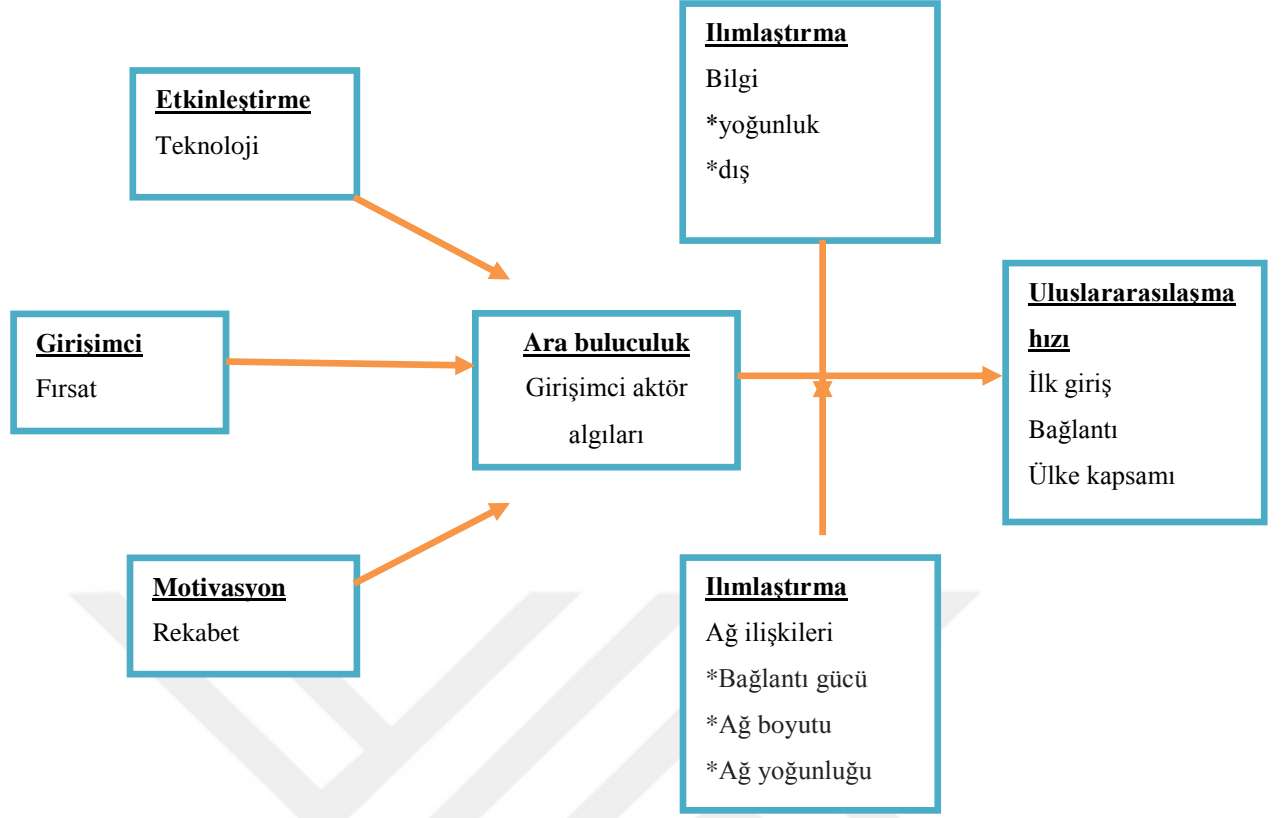 Etkinleştirme
Teknoloji
Girişimci
Fırsat
Motivasyon
Rekabet
Ara buluculuk
Girişimci aktör
algıları
Ilımlaştırma
Bilgi
*yoğunluk
*dış
Ilımlaştırma
Ağ ilişkileri
*Bağlantı gücü
*Ağ boyutu
*Ağ yoğunluğu
Uluslararasılaşma
hızı
İlk giriş
Bağlantı
Ülke kapsamı